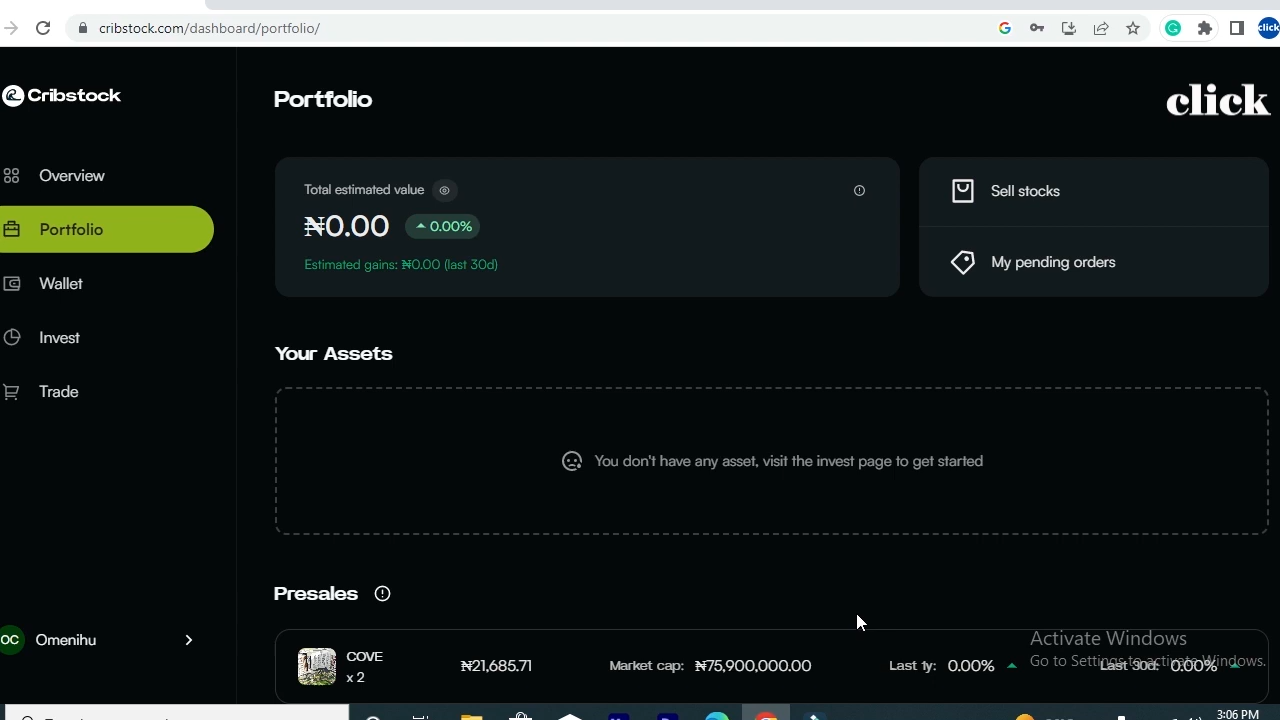 cribstock.com/dashboard/portfolio/
click
Cribstock
Portfolio
click
Overview
Portfolio
Wallet
Invest
Trade
Total estimated value
₦0.00 0.00%
Estimated gains: ₦0.00 (last 30d)
Sell stocks
My pending orders
Your Assets
You don't have any asset, visit the invest page to get started
Presales
OC Omenihu
COVE
x 2
₦21,685.71 Market cap: ₦75,900,000.00 Last 1y: 0.00% Last 30d: 0.00%
Activate Windows
Go to Settings to activate Windows.
3:06 PM